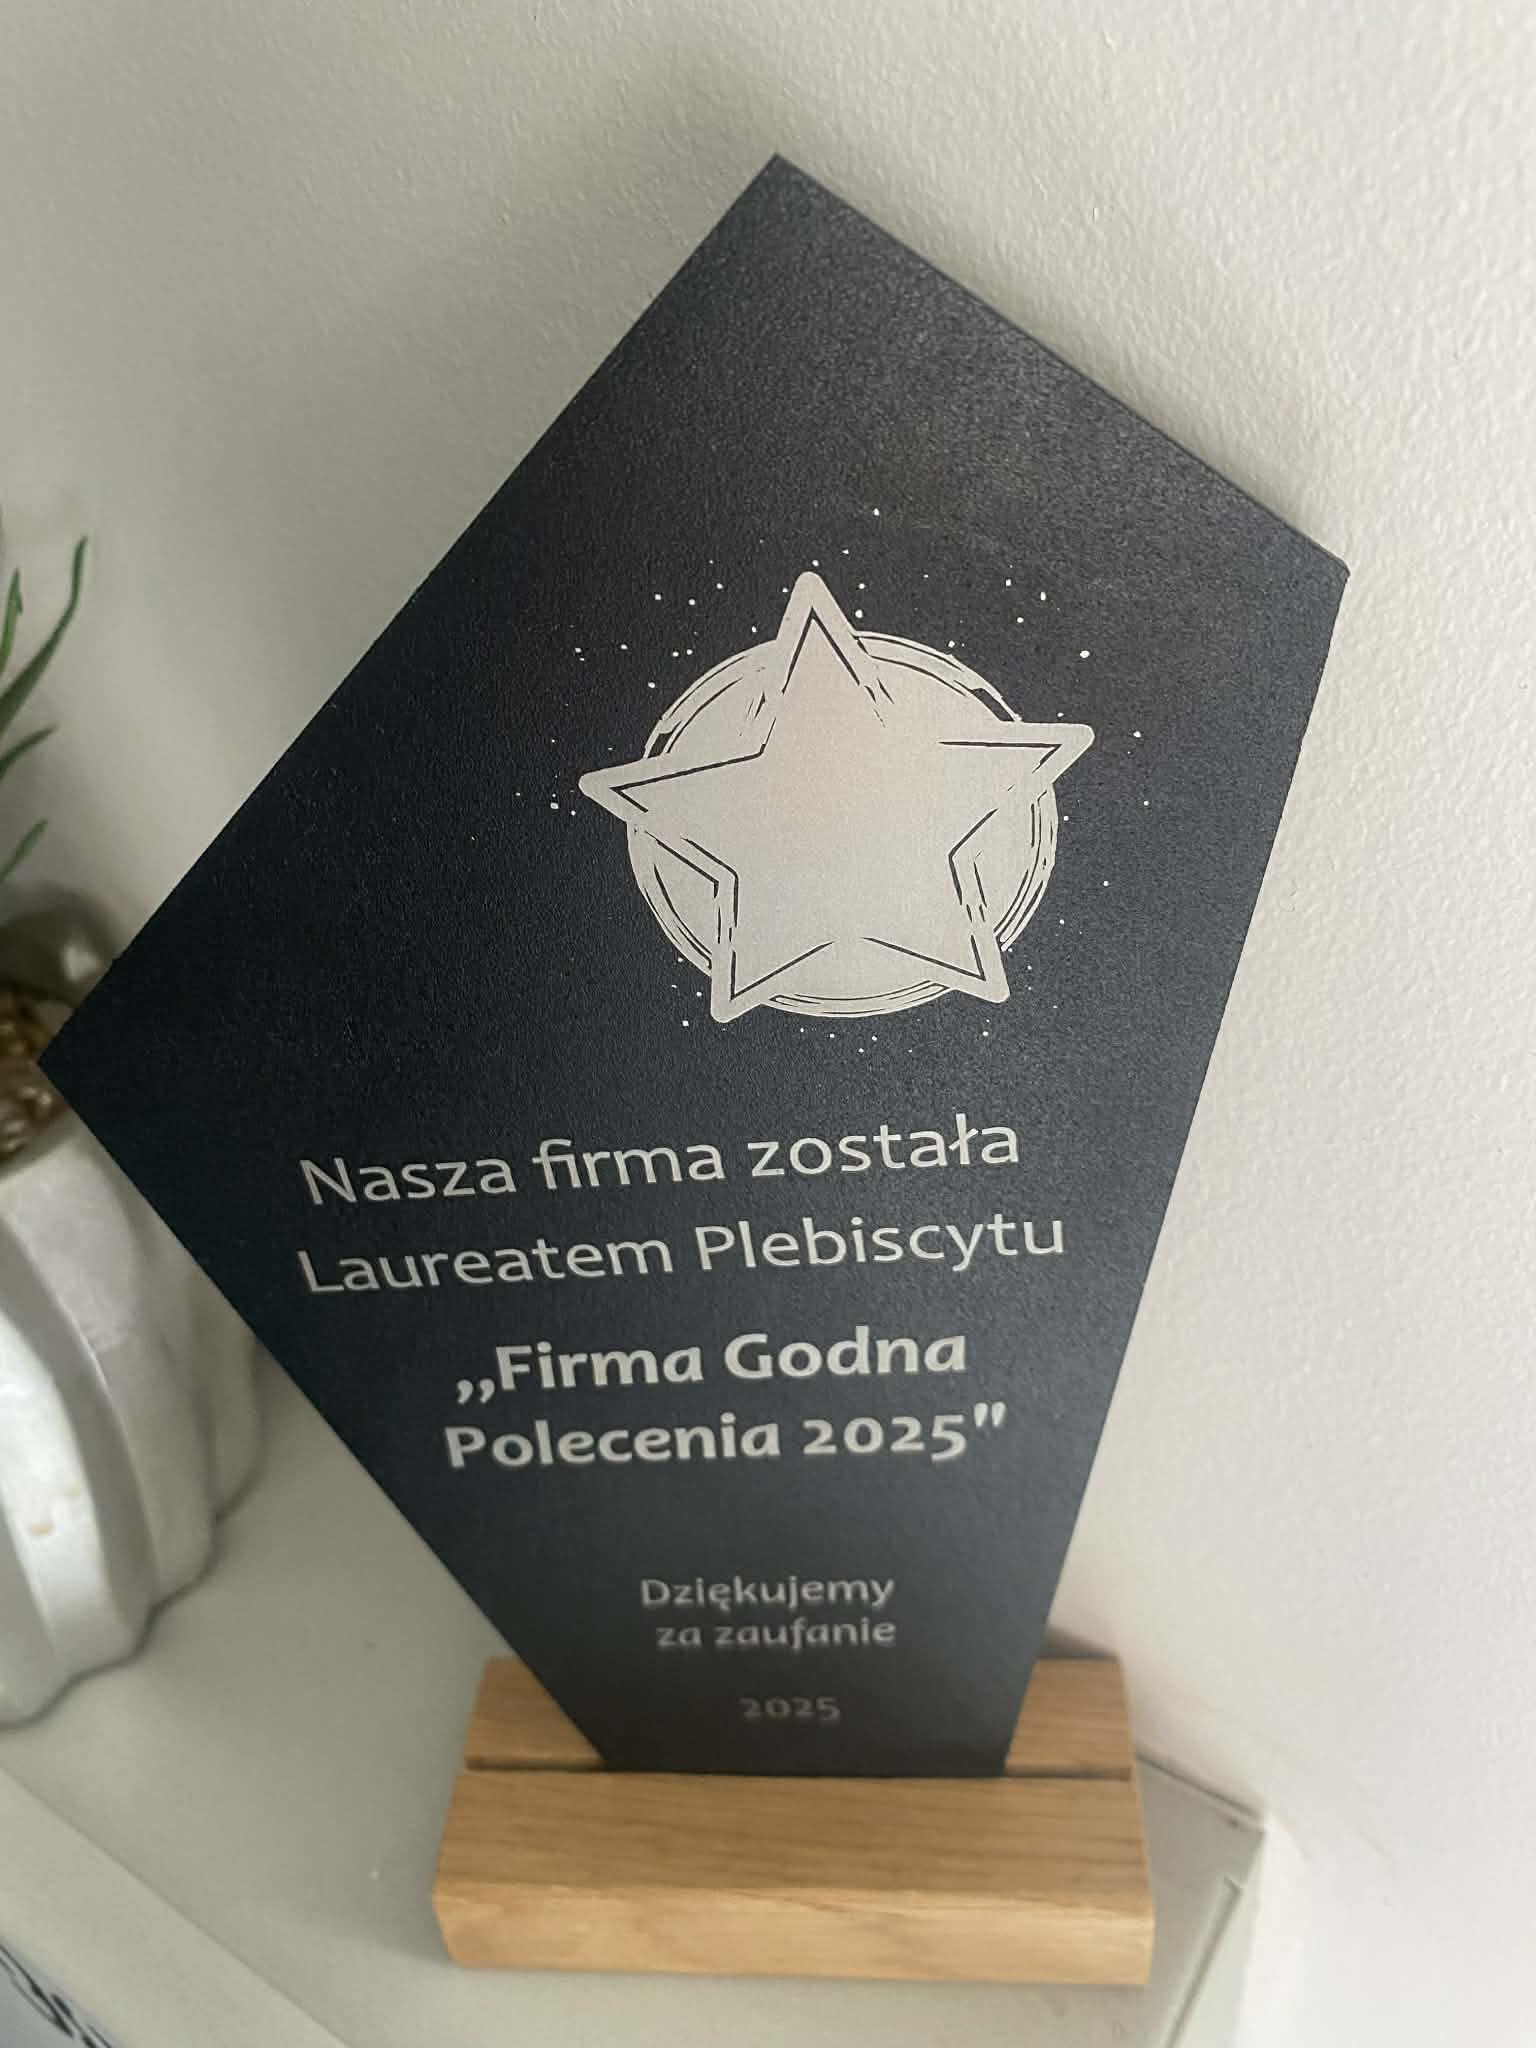 Nasza firma została
Laureatem Plebiscytu
,,Firma Godna
Polecenia 2025"
Dziękujemy
za zaufanie
2025